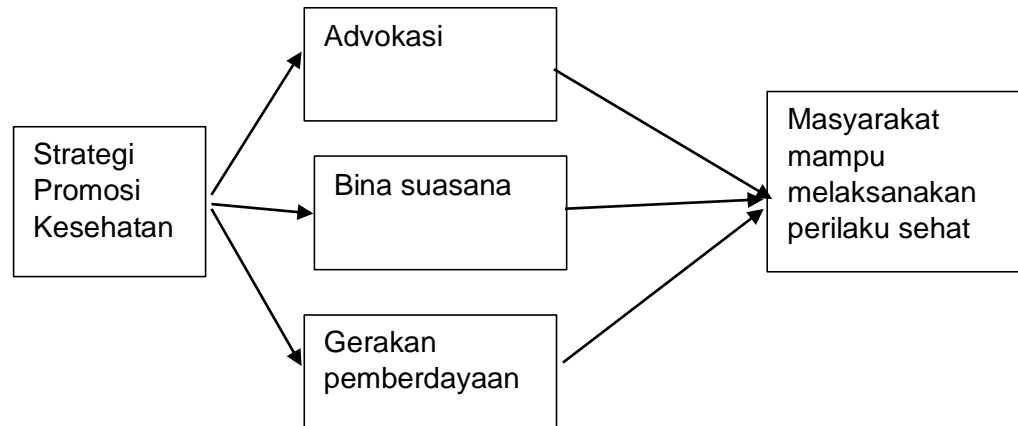 Strategi
Promosi
Kesehatan
Advokasi
Bina suasana
Gerakan
pemberdayaan
Masyarakat
mampu
melaksanakan
perilaku sehat